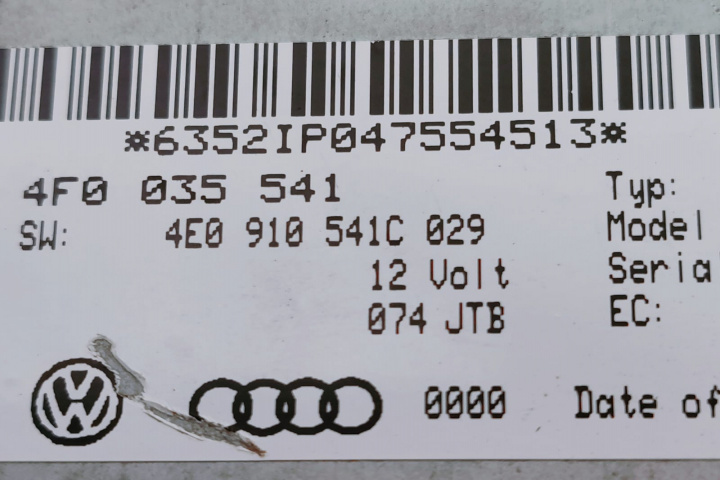 *6352IP047554513*
4F0 035 541 Typ:
SW: 4E0 910 541C 029 Model
12 Volt Seria
074 JTB EC:
0000 Date of